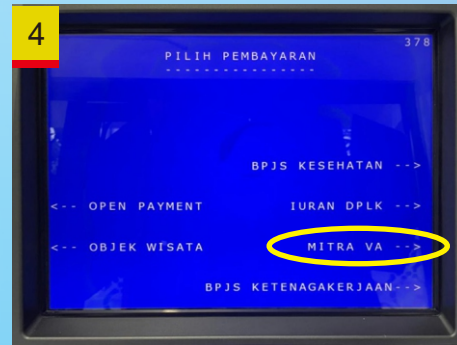 4
378
PILIH PEMBAYARAN
----------------
BPJS KESEHATAN -->
<-- OPEN PAYMENT IURAN DPLK -->
<-- OBJEK WISATA MITRA VA -->
BPJS KETENAGAKERJAAN-->